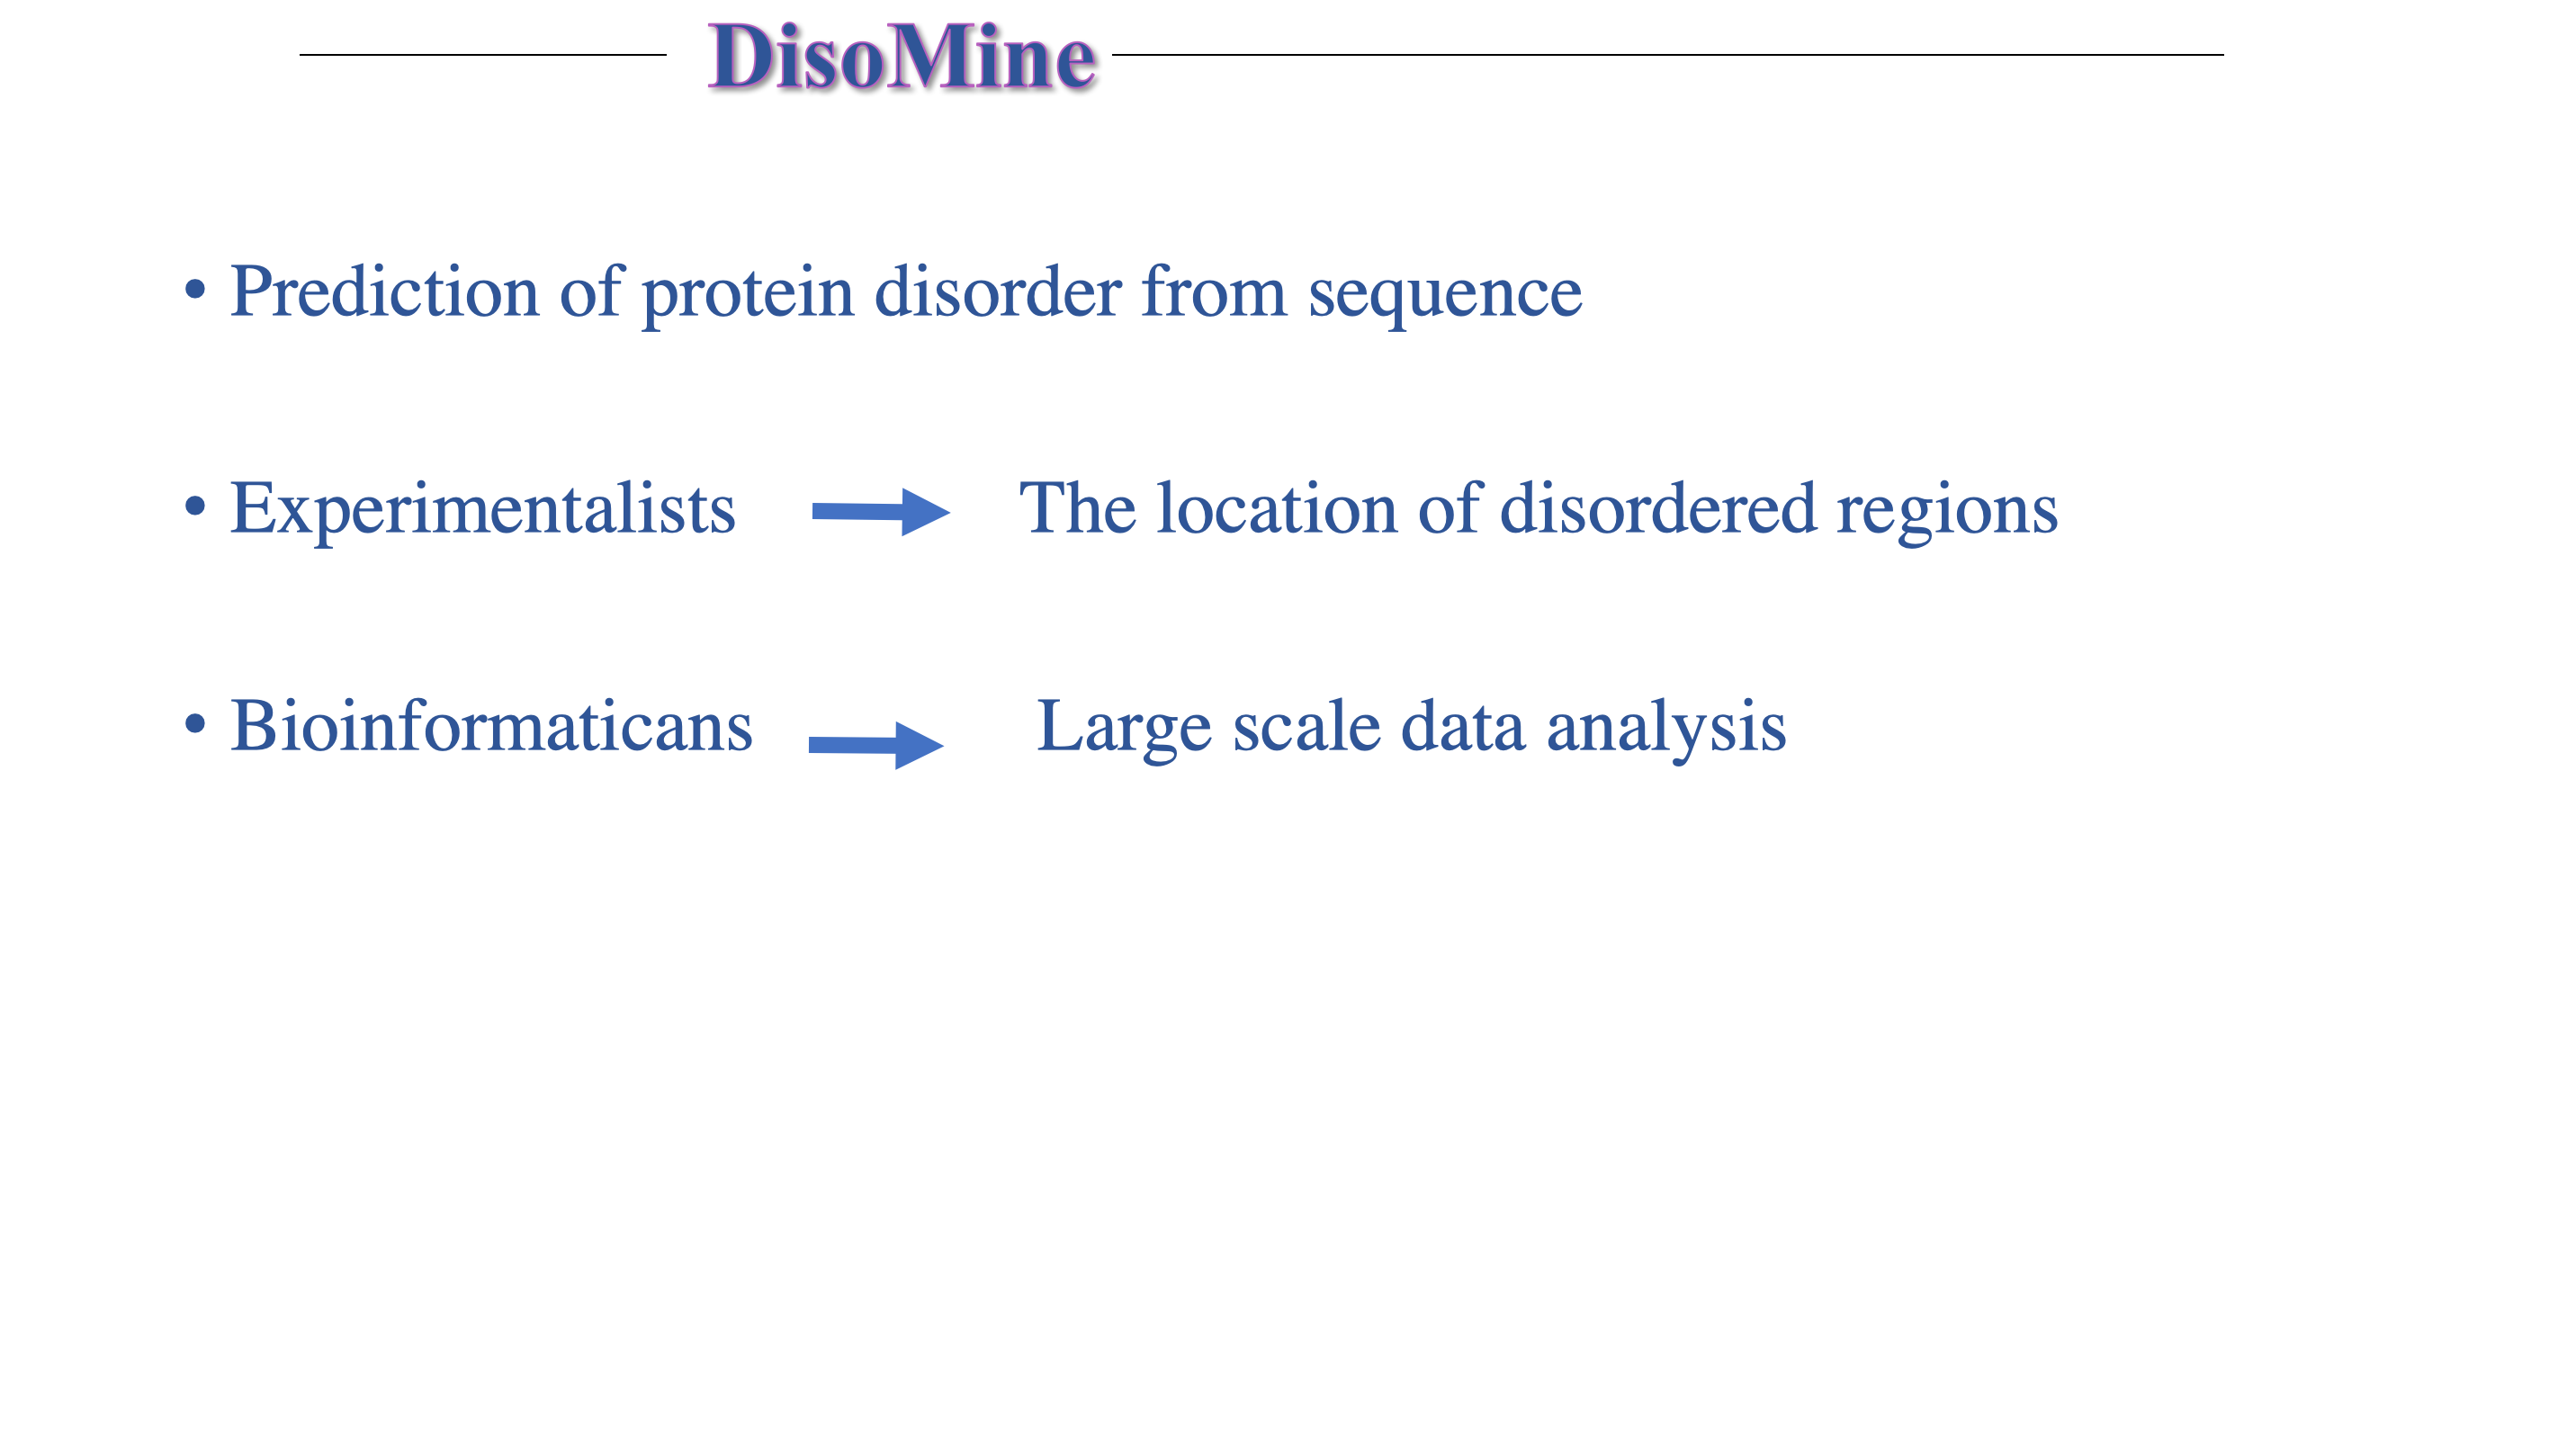 DisoMine
• Prediction of protein disorder from sequence
• Experimentalists The location of disordered regions
• Bioinformaticans Large scale data analysis